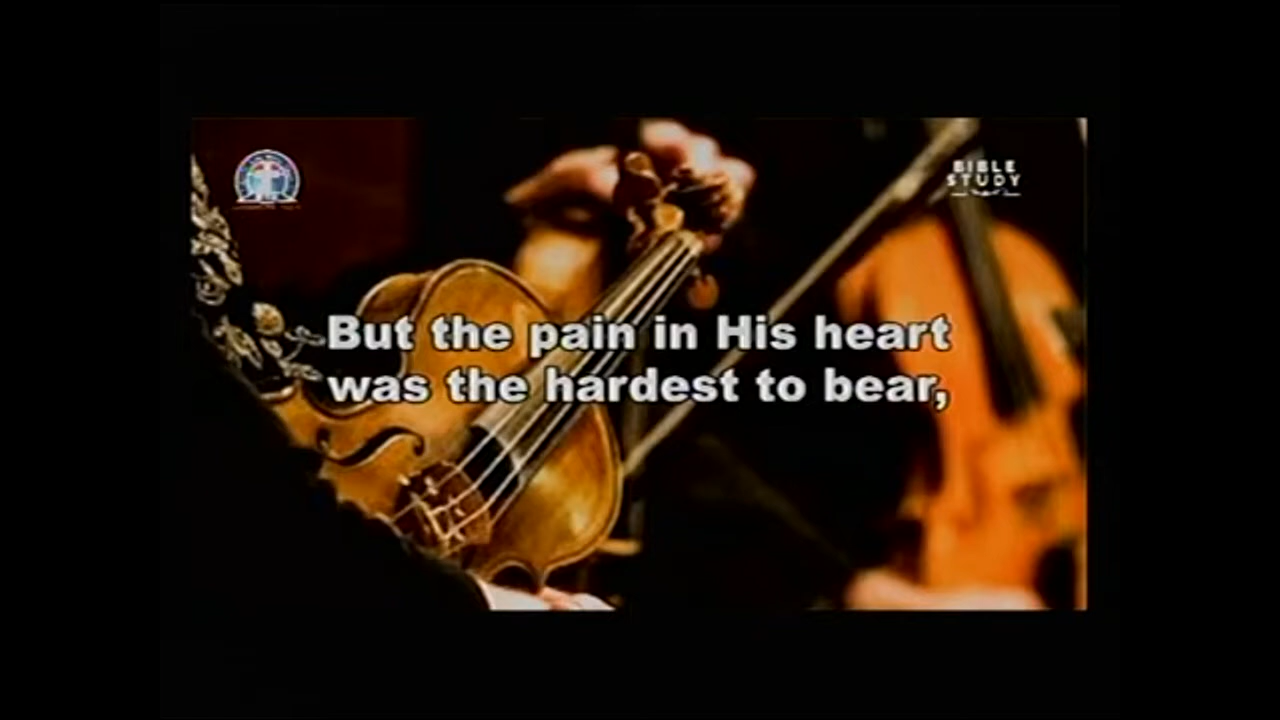 BIBLE
STUDY
But the pain in His heart
was the hardest to bear,